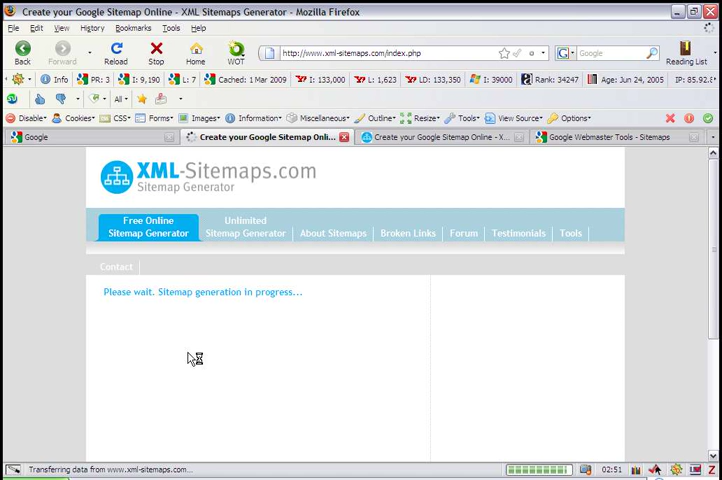 Create your Google Sitemap Online - XML Sitemaps Generator - Mozilla Firefox
File Edit View History Bookmarks Tools Help
Back Forward Reload Stop Home WOT http://www.xml-sitemaps.com/index.php Google Reading List
Info PR: 3 I: 9,190 L: 7 Cached: 1 Mar 2009 I: 133,000 L: 1,623 LD: 133,350 I: 39000 Rank: 34247 Age: Jun 24, 2005 IP: 85.92.8
All
Disable Cookies CSS Forms Images Information Miscellaneous Outline Resize Tools View Source Options
Google Create your Google Sitemap Onli... Create your Google Sitemap Online - X... Google Webmaster Tools - Sitemaps
XML-Sitemaps.com
Sitemap Generator
Free Online Sitemap Generator
Unlimited Sitemap Generator
About Sitemaps Broken Links Forum Testimonials Tools
Contact
Please wait. Sitemap generation in progress...
Transferring data from www.xml-sitemaps.com... 02:51